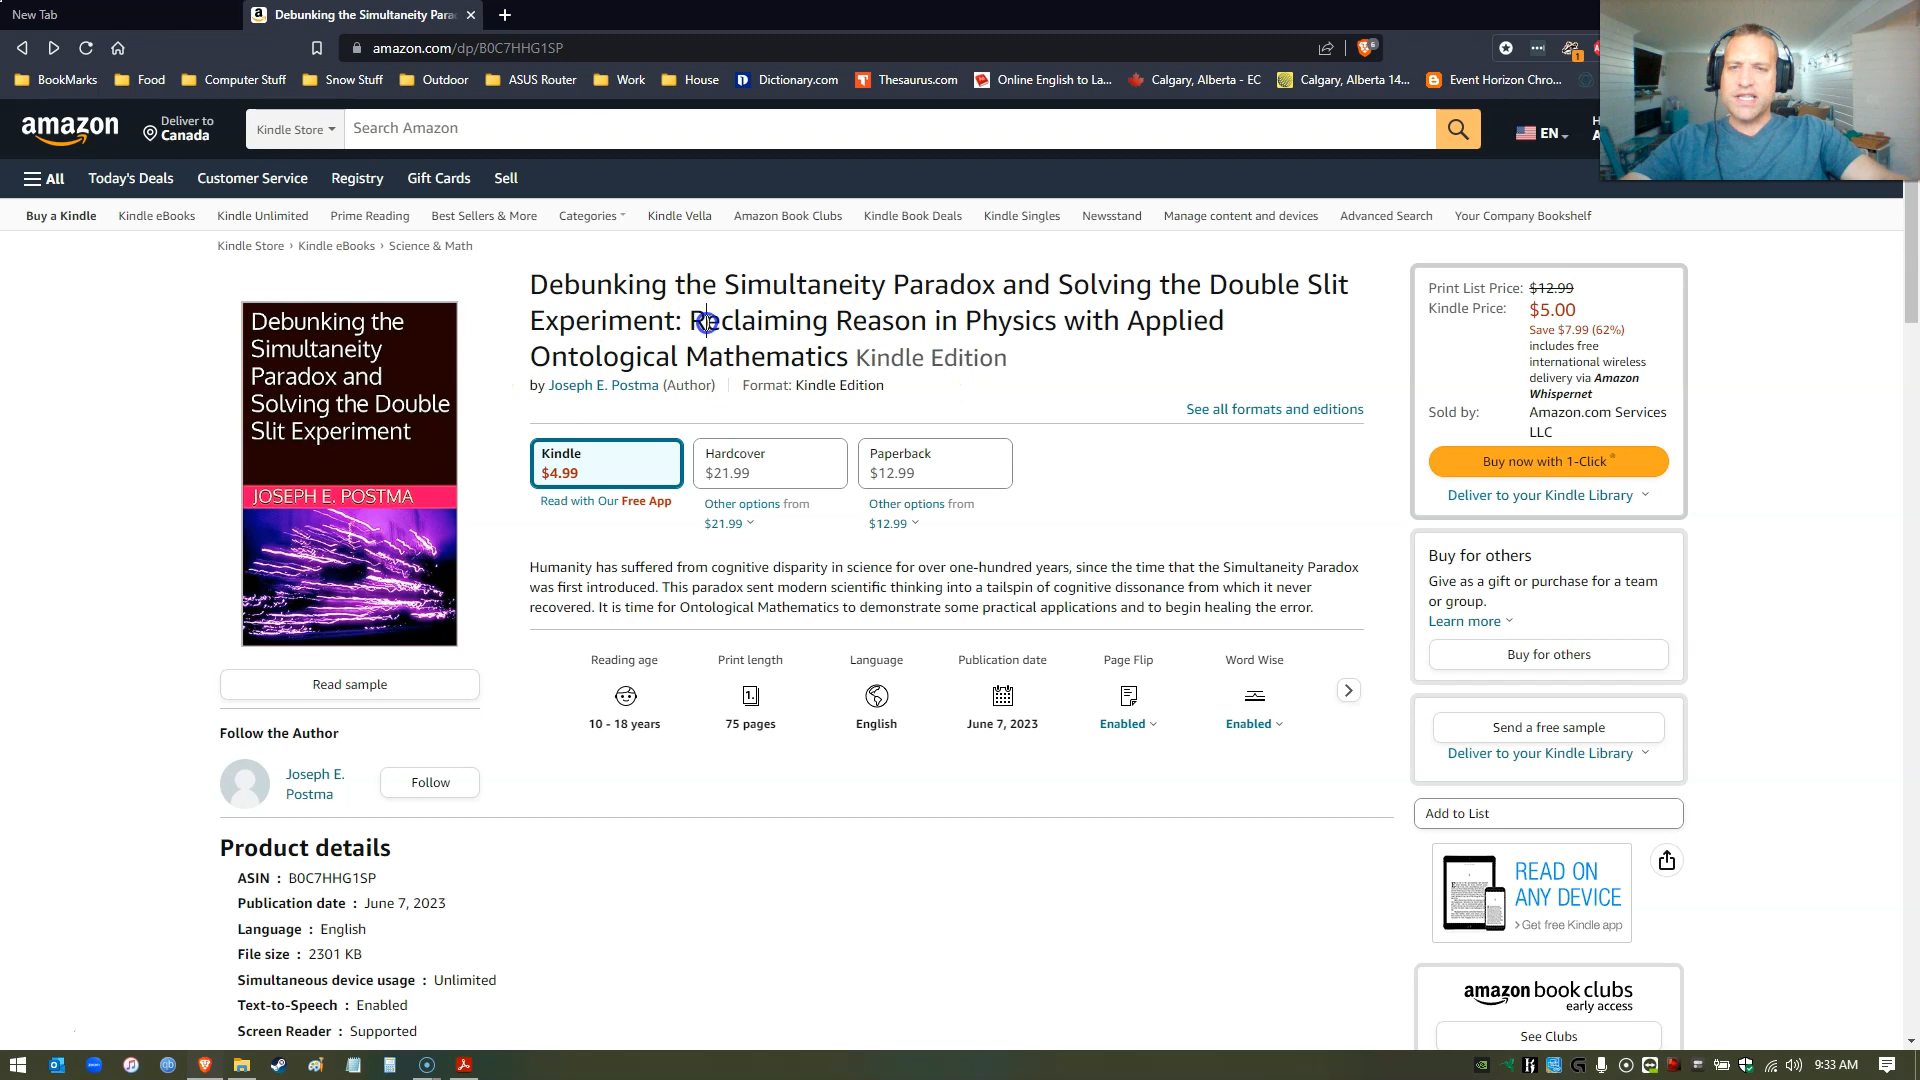 New Tab
Debunking the Simultaneity Para
amazon.com/dp/B0C7HHG1SP
BookMarks
Food
Computer Stuff
Snow Stuff
Outdoor
ASUS Router
Work
House
Dictionary.com
Thesaurus.com
Online English to La...
Calgary, Alberta - EC
Calgary, Alberta 14...
Event Horizon Chro...
amazon
Deliver to
Canada
Kindle Store
Search Amazon
EN
All
Today's Deals
Customer Service
Registry
Gift Cards
Sell
Buy a Kindle
Kindle eBooks
Kindle Unlimited
Prime Reading
Best Sellers & More
Categories
Kindle Vella
Amazon Book Clubs
Kindle Book Deals
Kindle Singles
Newsstand
Manage content and devices
Advanced Search
Your Company Bookshelf
Kindle Store › Kindle eBooks › Science & Math
Debunking the
Simultaneity
Paradox and
Solving the Double
Slit Experiment
JOSEPH E. POSTMA
Read sample
Follow the Author
Joseph E.
Postma
Follow
Debunking the Simultaneity Paradox and Solving the Double Slit
Experiment: Reclaiming Reason in Physics with Applied
Ontological Mathematics Kindle Edition
by Joseph E. Postma (Author) Format: Kindle Edition
See all formats and editions
Kindle
$4.99
Read with Our Free App
Hardcover
$21.99
Other options from
$21.99
Paperback
$12.99
Other options from
$12.99
Humanity has suffered from cognitive disparity in science for over one-hundred years, since the time that the Simultaneity Paradox
was first introduced. This paradox sent modern scientific thinking into a tailspin of cognitive dissonance from which it never
recovered. It is time for Ontological Mathematics to demonstrate some practical applications and to begin healing the error.
Reading age
10 - 18 years
Print length
1.
75 pages
Language
English
Publication date
June 7, 2023
Page Flip
Enabled
Word Wise
Enabled
Print List Price: $12.99
Kindle Price: $5.00
Save $7.99 (62%)
includes free
international wireless
delivery via Amazon
Whispernet
Sold by: Amazon.com Services
LLC
Buy now with 1-Click
Deliver to your Kindle Library
Buy for others
Give as a gift or purchase for a team
or group.
Learn more
Buy for others
Send a free sample
Deliver to your Kindle Library
Add to List
READ ON
ANY DEVICE
› Get free Kindle app
amazon book clubs
early access
See Clubs
Product details
ASIN : B0C7HHG1SP
Publication date : June 7, 2023
Language : English
File size : 2301 KB
Simultaneous device usage : Unlimited
Text-to-Speech : Enabled
Screen Reader : Supported
9:33 AM